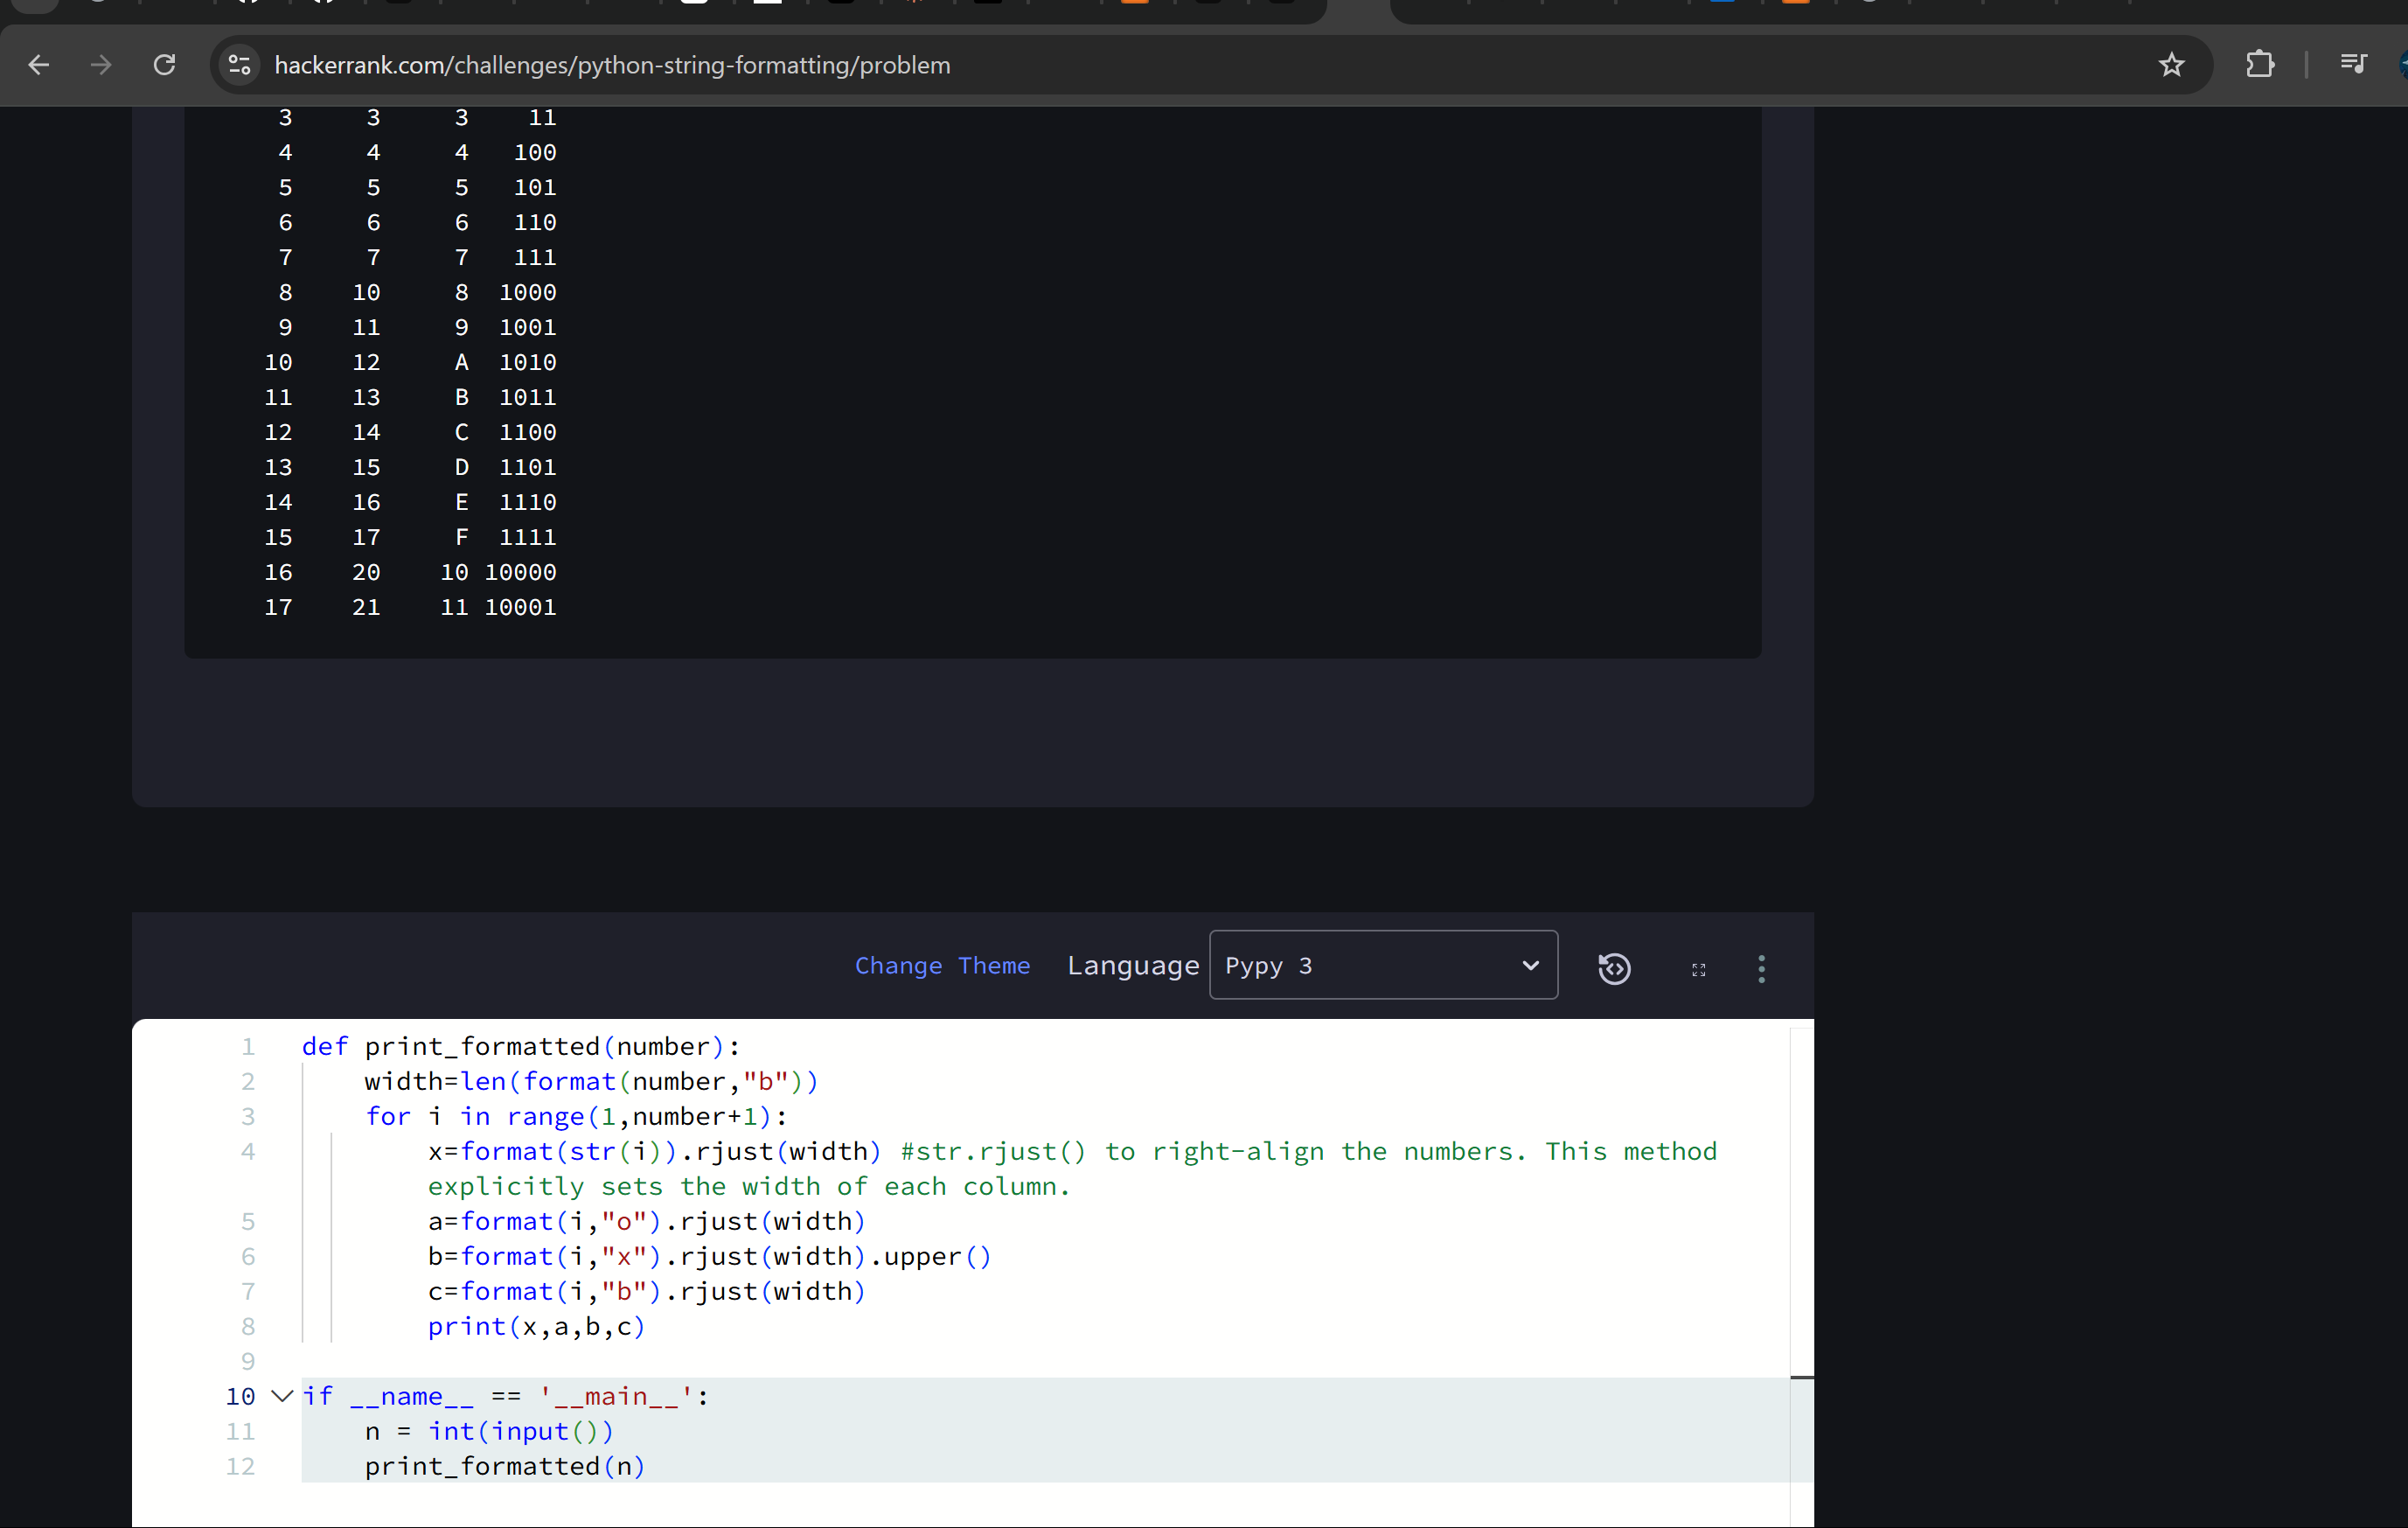 hackerrank.com/challenges/python-string-formatting/problem
3 3 3 11
4 4 4 100
5 5 5 101
6 6 6 110
7 7 7 111
8 10 8 1000
9 11 9 1001
10 12 A 1010
11 13 B 1011
12 14 C 1100
13 15 D 1101
14 16 E 1110
15 17 F 1111
16 20 10 10000
17 21 11 10001
Change Theme Language Pypy 3
1 def print_formatted(number):
2 width=len(format(number,"b"))
3 for i in range(1,number+1):
4 x=format(str(i)).rjust(width) #str.rjust() to right-align the numbers. This method
explicitly sets the width of each column.
5 a=format(i,"o").rjust(width)
6 b=format(i,"x").rjust(width).upper()
7 c=format(i,"b").rjust(width)
8 print(x,a,b,c)
9
10 if __name__ == '__main__':
11 n = int(input())
12 print_formatted(n)